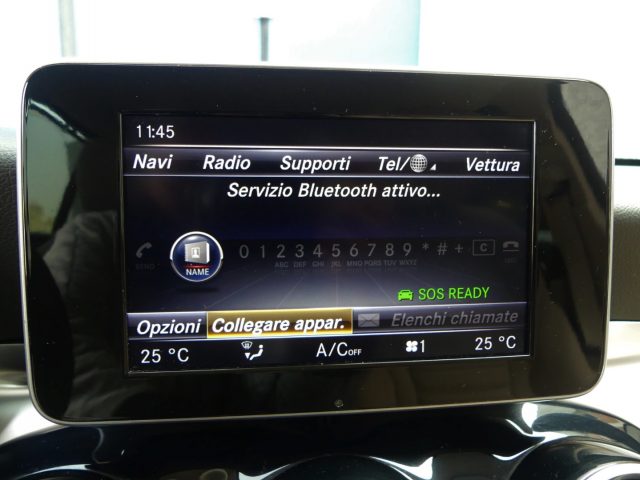 11:45
Navi Radio Supporti Tel/ Vettura
Servizio Bluetooth attivo...
NAME 0 1 2 3 4 5 6 7 8 9 * # + C
SEND ABC DEF GHI JKL MNO PQRS TUV WXYZ
SOS READY
Opzioni Collegare appar. Elenchi chiamate
25 °C A/C OFF 1 25 °C